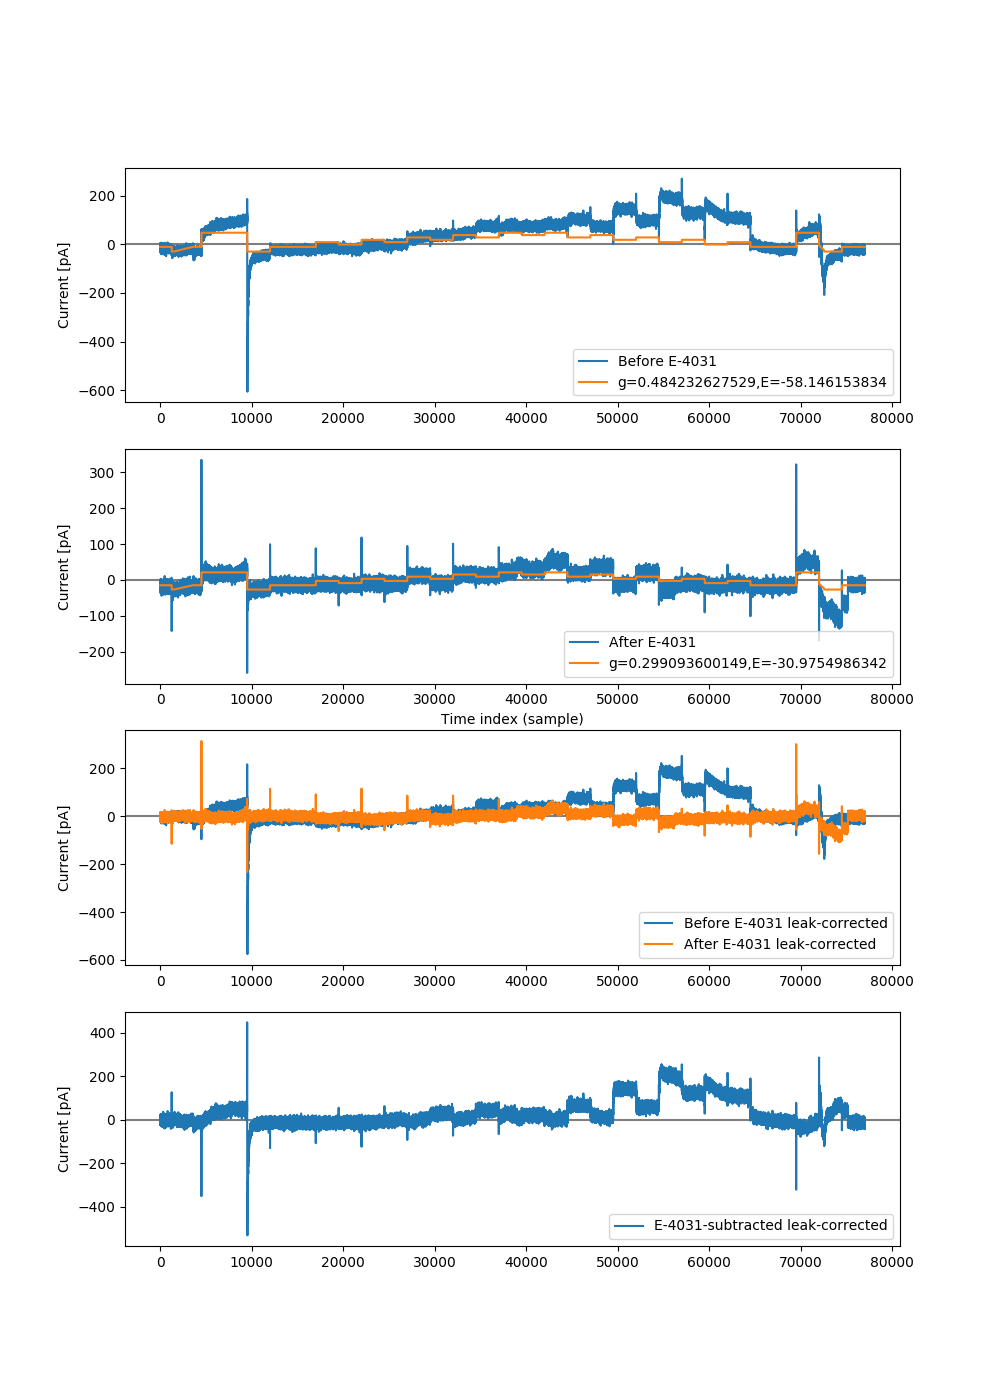 200
0
−200
−400
−600
Current [pA]
Before E-4031
g=0.484232627529,E=-58.146153834
0 10000 20000 30000 40000 50000 60000 70000 80000
300
200
100
0
−100
−200
Current [pA]
After E-4031
g=0.299093600149,E=-30.9754986342
0 10000 20000 30000 40000 50000 60000 70000 80000
Time index (sample)
200
0
−200
−400
−600
Current [pA]
Before E-4031 leak-corrected
After E-4031 leak-corrected
0 10000 20000 30000 40000 50000 60000 70000 80000
400
200
0
−200
−400
Current [pA]
E-4031-subtracted leak-corrected
0 10000 20000 30000 40000 50000 60000 70000 80000